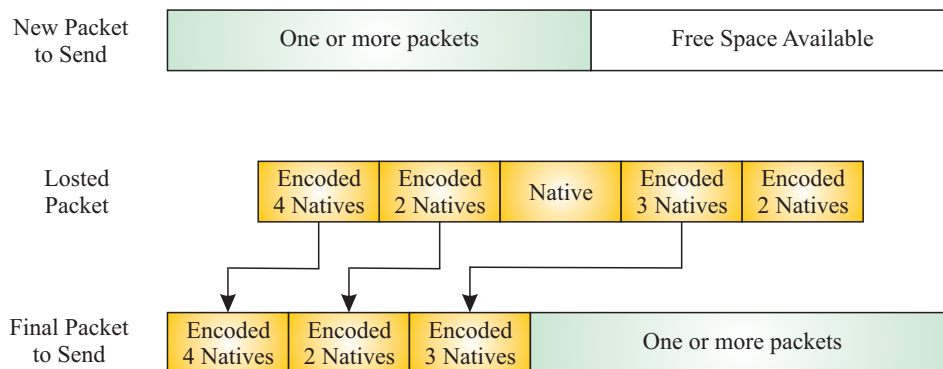 New Packet
to Send
One or more packets
Free Space Available
Losted
Packet
Encoded
4 Natives
Encoded
2 Natives
Native
Encoded
3 Natives
Encoded
2 Natives
Final Packet
to Send
Encoded
4 Natives
Encoded
2 Natives
Encoded
3 Natives
One or more packets